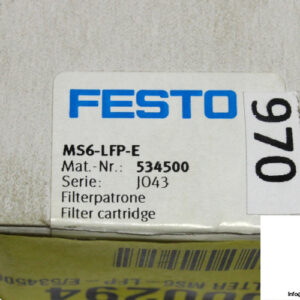 FESTO
MS6-LFP-E
Mat.-Nr.: 534500
Serie: J043
Filterpatrone
Filter cartridge
970